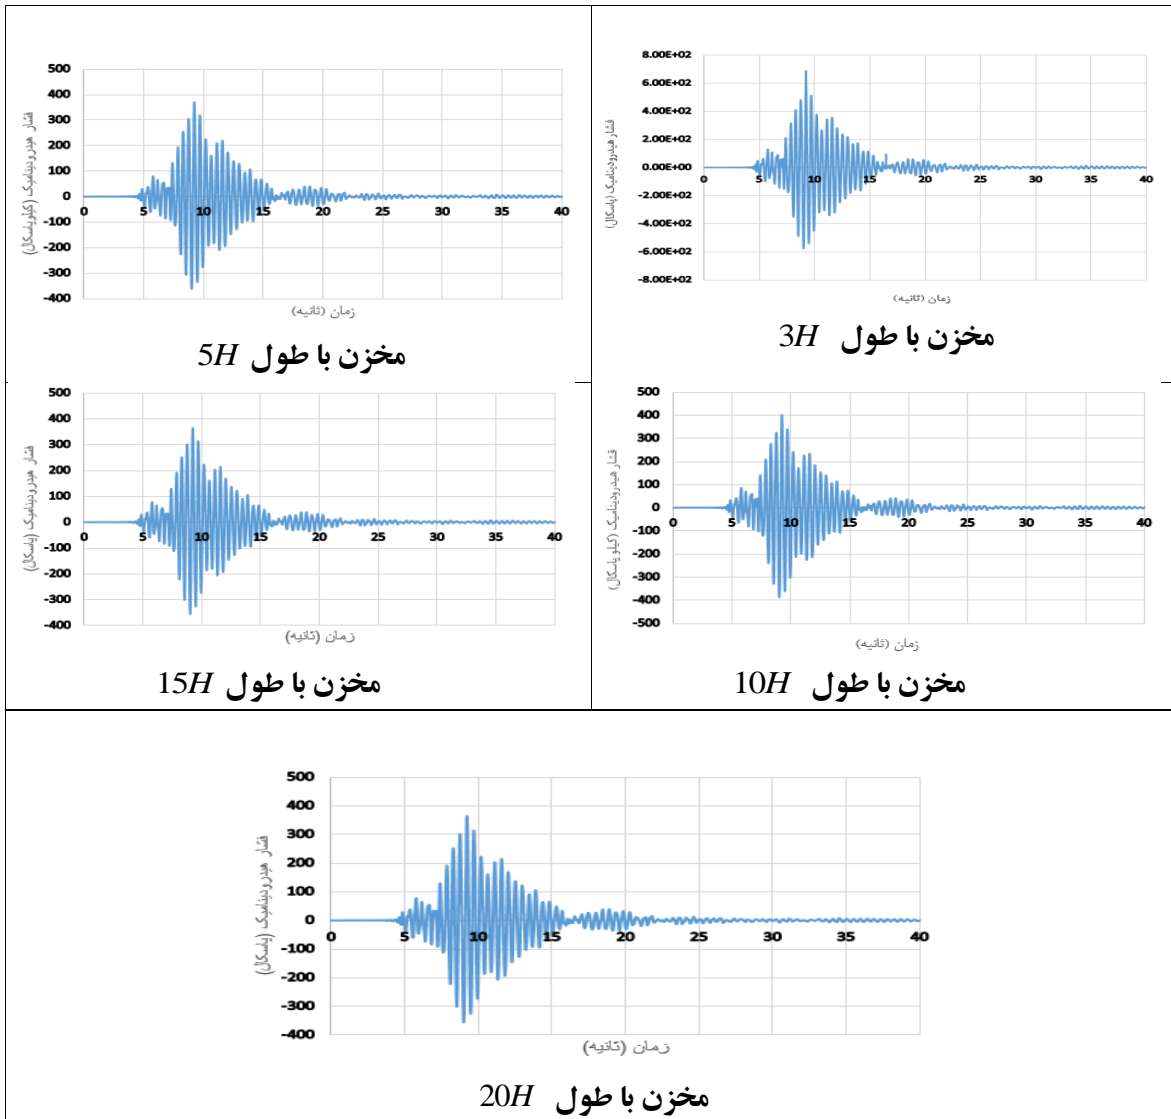 فشار هیدرودینامیک (پاسکال)
8.00E+02
6.00E+02
4.00E+02
2.00E+02
0.00E+00
-2.00E+02
-4.00E+02
-6.00E+02
-8.00E+02
0 5 10 15 20 25 30 35 40
زمان (ثانیه)
مخزن با طول 3H
فشار هیدرودینامیک (کیلوپاسکال)
500
400
300
200
100
0
-100
-200
-300
-400
0 5 10 15 20 25 30 35 40
زمان (ثانیه)
مخزن با طول 5H
فشار هیدرودینامیک (کیلو پاسکال)
500
400
300
200
100
0
-100
-200
-300
-400
-500
0 5 10 15 20 25 30 35 40
زمان (ثانیه)
مخزن با طول 10H
فشار هیدرودینامیک (پاسکال)
500
400
300
200
100
0
-100
-200
-300
-400
0 5 10 15 20 25 30 35 40
زمان (ثانیه)
مخزن با طول 15H
فشار هیدرودینامیک (پاسکال)
500
400
300
200
100
0
-100
-200
-300
-400
0 5 10 15 20 25 30 35 40
زمان (ثانیه)
مخزن با طول 20H